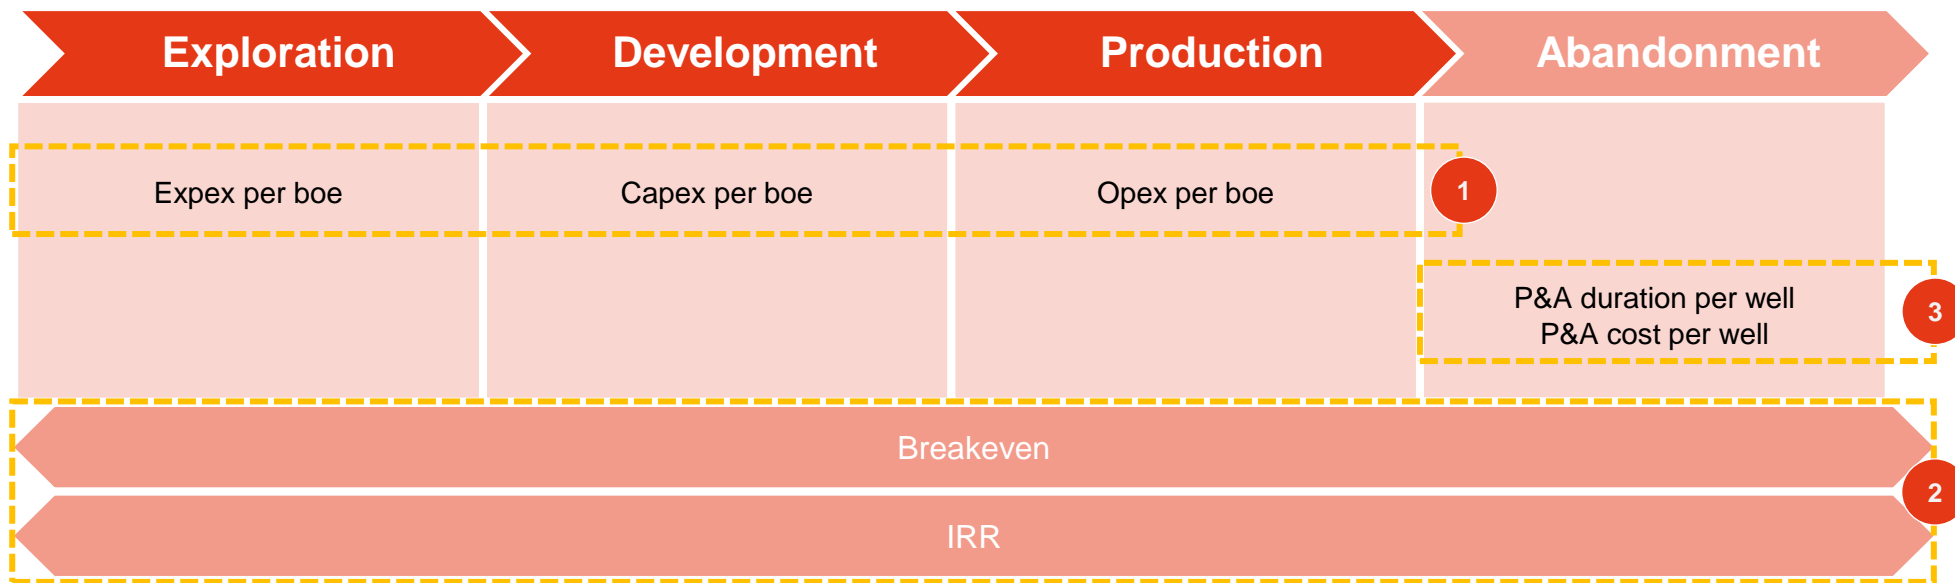 Exploration
Development
Production
Abandonment
Expex per boe
Capex per boe
Opex per boe
1
P&A duration per well
P&A cost per well
3
Breakeven
2
IRR